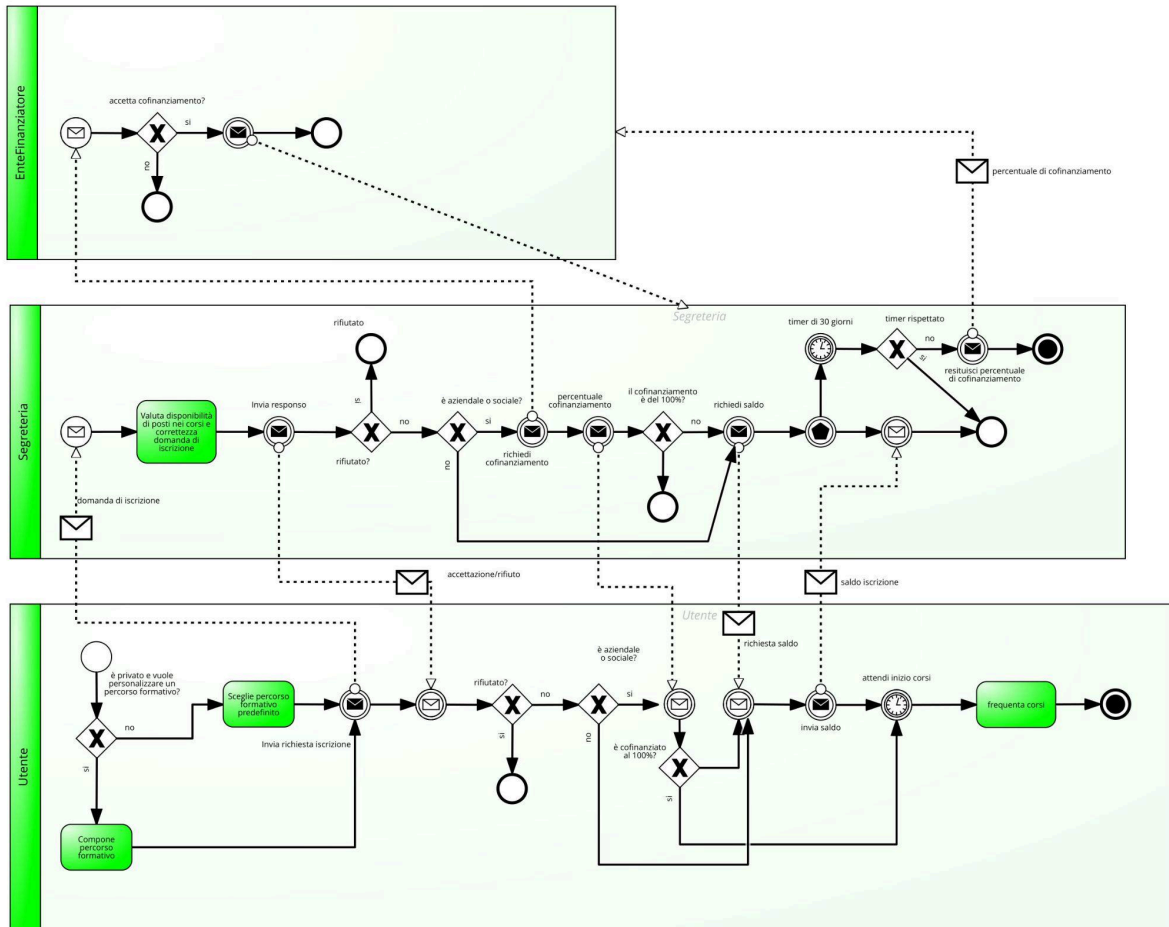 EnteFinanziatore
accetta cofinanziamento?
si
no
percentuale di cofinanziamento
Segreteria
Segreteria
rifiutato
timer di 30 giorni
timer rispettato
no
si
resituisci percentuale
di cofinanziamento
Valuta disponibilità
di posti nei corsi e
correttezza
domanda di
iscrizione
Invia responso
si
rifiutato?
no
è aziendale o sociale?
si
no
richiedi
cofinanziamento
percentuale
cofinanziamento
il cofinanziamento
è del 100%?
no
richiedi saldo
domanda di iscrizione
accettazione/rifiuto
saldo iscrizione
richiesta saldo
Utente
Utente
è privato e vuole
personalizzare un
percorso formativo?
no
si
Sceglie percorso
formativo
predefinito
Invia richiesta iscrizione
Compone
percorso
formativo
rifiutato?
no
si
è aziendale
o sociale?
si
no
è cofinanziato
al 100%?
si
invia saldo
attendi inizio corsi
frequenta corsi